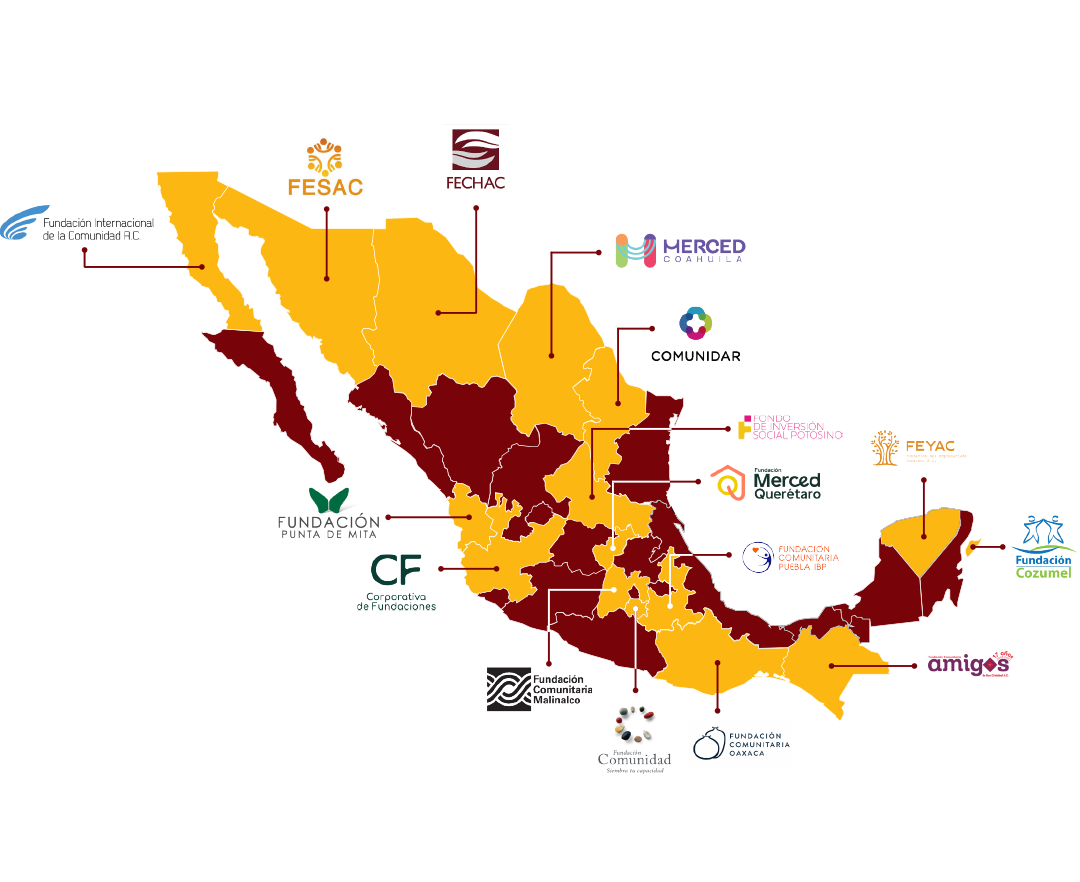 FESAC
FECHAC
Fundación Internacional
de la Comunidad A.C.
MERCED
COAHUILA
COMUNIDAR
FONDO
DE INVERSIÓN
SOCIAL POTOSINO
FEYAC
Fundación
Merced
Querétaro
FUNDACIÓN
PUNTA DE MITA
FUNDACIÓN
COMUNITARIA
PUEBLA IBP
Fundación
Cozumel
CF
Corporativa
de Fundaciones
amigos
Fundación
Comunitaria
Malinalco
Fundación
Comunidad
Siembra tu capacidad
FUNDACIÓN
COMUNITARIA
OAXACA